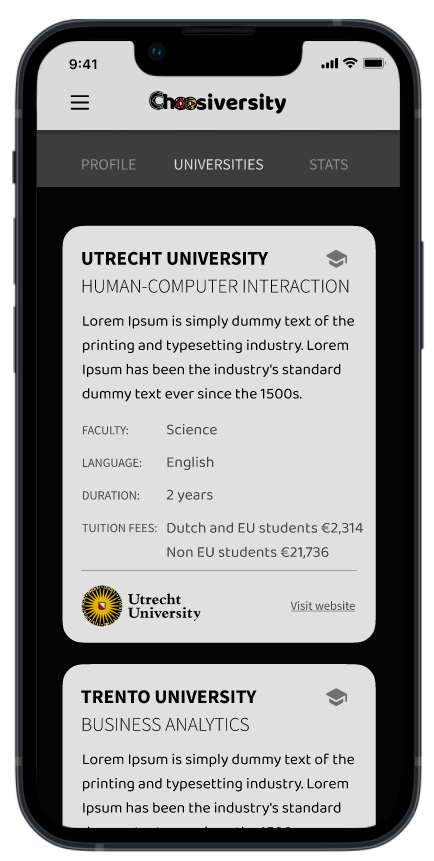 9:41
Choosiversity
PROFILE UNIVERSITIES STATS
UTRECHT UNIVERSITY
HUMAN-COMPUTER INTERACTION
Lorem Ipsum is simply dummy text of the
printing and typesetting industry. Lorem
Ipsum has been the industry's standard
dummy text ever since the 1500s.
FACULTY: Science
LANGUAGE: English
DURATION: 2 years
TUITION FEES: Dutch and EU students €2,314
Non EU students €21,736
Utrecht
University
Visit website
TRENTO UNIVERSITY
BUSINESS ANALYTICS
Lorem Ipsum is simply dummy text of the
printing and typesetting industry. Lorem
Ipsum has been the industry's standard